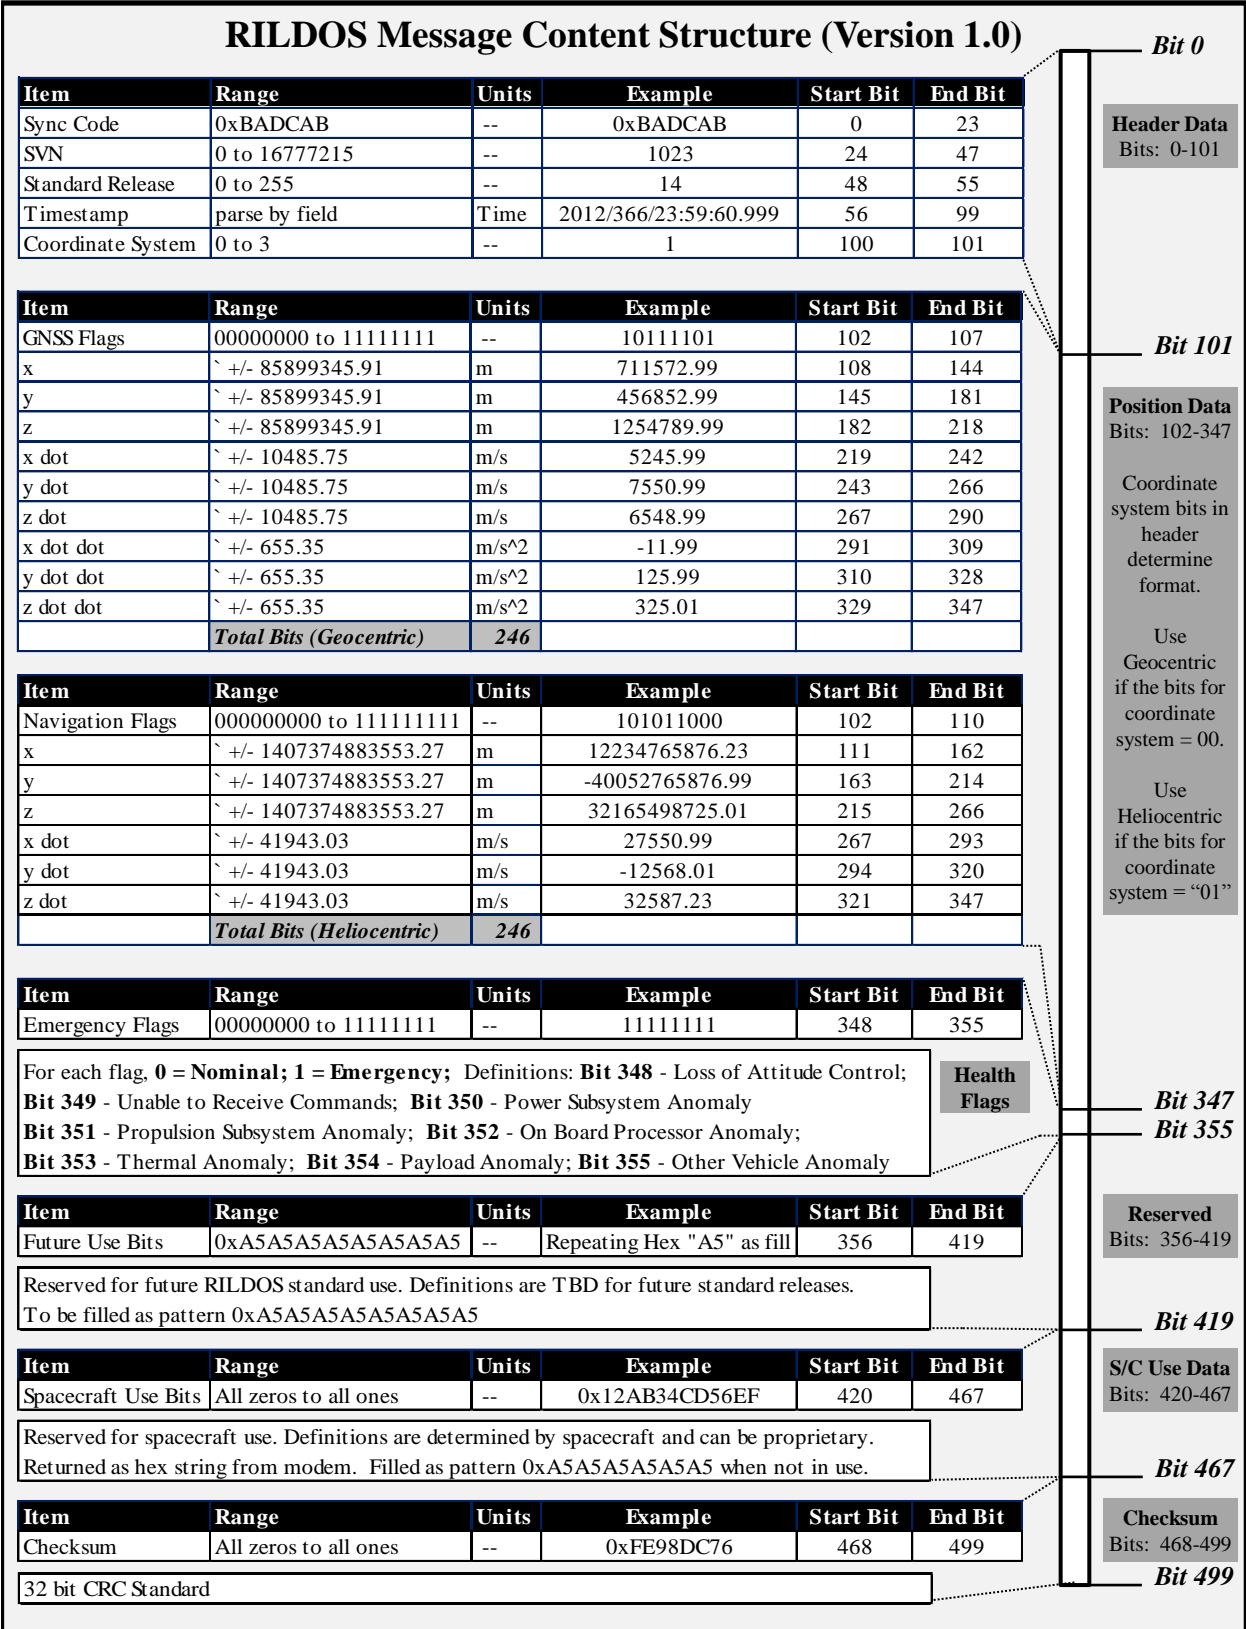 RILDOS Message Content Structure (Version 1.0)
Bit 0
Item Range Units Example Start Bit End Bit
Sync Code 0xBADCAB -- 0xBADCAB 0 23
SVN 0 to 16777215 -- 1023 24 47
Standard Release 0 to 255 -- 14 48 55
Timestamp parse by field Time 2012/366/23:59:60.999 56 99
Coordinate System 0 to 3 -- 1 100 101
Header Data
Bits: 0-101
Item Range Units Example Start Bit End Bit
GNSS Flags 00000000 to 11111111 -- 10111101 102 107
x ` +/- 85899345.91 m 711572.99 108 144
y ` +/- 85899345.91 m 456852.99 145 181
z ` +/- 85899345.91 m 1254789.99 182 218
x dot ` +/- 10485.75 m/s 5245.99 219 242
y dot ` +/- 10485.75 m/s 7550.99 243 266
z dot ` +/- 10485.75 m/s 6548.99 267 290
x dot dot ` +/- 655.35 m/s^2 -11.99 291 309
y dot dot ` +/- 655.35 m/s^2 125.99 310 328
z dot dot ` +/- 655.35 m/s^2 325.01 329 347
Total Bits (Geocentric) 246
Bit 101
Position Data
Bits: 102-347
Coordinate
system bits in
header
determine
format.
Use
Geocentric
if the bits for
coordinate
system = 00.
Use
Heliocentric
if the bits for
coordinate
system = “01”
Item Range Units Example Start Bit End Bit
Navigation Flags 000000000 to 111111111 -- 101011000 102 110
x ` +/- 14073748835​53.27 m 12234765876.23 111 162
y ` +/- 1407374883553.27 m -40052765876.99 163 214
z ` +/- 1407374883553.27 m 32165498725.01 215 266
x dot ` +/- 41943.03 m/s 27550.99 267 293
y dot ` +/- 41943.03 m/s -12568.01 294 320
z dot ` +/- 41943.03 m/s 32587.23 321 347
Total Bits (Heliocentric) 246
Item Range Units Example Start Bit End Bit
Emergency Flags 00000000 to 11111111 -- 11111111 348 355
For each flag, 0 = Nominal; 1 = Emergency; Definitions: Bit 348 - Loss of Attitude Control;
Bit 349 - Unable to Receive Commands; Bit 350 - Power Subsystem Anomaly
Bit 351 - Propulsion Subsystem Anomaly; Bit 352 - On Board Processor Anomaly;
Bit 353 - Thermal Anomaly; Bit 354 - Payload Anomaly; Bit 355 - Other Vehicle Anomaly
Health
Flags
Bit 347
Bit 355
Item Range Units Example Start Bit End Bit
Future Use Bits 0xA5A5A5A5A5A5A5A5 -- Repeating Hex "A5" as fill 356 419
Reserved for future RILDOS standard use. Definitions are TBD for future standard releases.
To be filled as pattern 0xA5A5A5A5A5A5A5A5
Reserved
Bits: 356-419
Bit 419
Item Range Units Example Start Bit End Bit
Spacecraft Use Bits All zeros to all ones -- 0x12AB34CD56EF 420 467
Reserved for spacecraft use. Definitions are determined by spacecraft and can be proprietary.
Returned as hex string from modem. Filled as pattern 0xA5A5A5A5A5A5 when not in use.
S/C Use Data
Bits: 420-467
Bit 467
Item Range Units Example Start Bit End Bit
Checksum All zeros to all ones -- 0xFE98DC76 468 499
32 bit CRC Standard
Checksum
Bits: 468-499
Bit 499